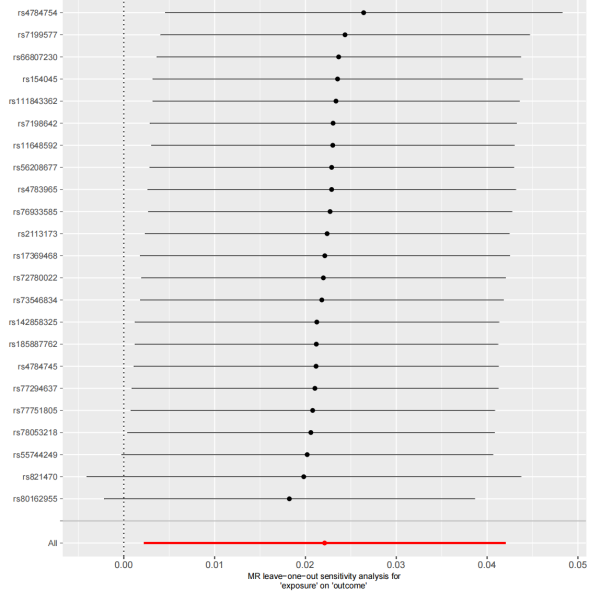 rs4784754
rs7199577
rs66807230
rs154045
rs111843362
rs7198642
rs11648592
rs56208677
rs4783965
rs76933585
rs2113173
rs17369468
rs72780022
rs73546834
rs142858325
rs185887762
rs4784745
rs77294637
rs77751805
rs78053218
rs55744249
rs821470
rs80162955
All
0.00 0.01 0.02 0.03 0.04 0.05
MR leave−one−out sensitivity analysis for
'exposure' on 'outcome'